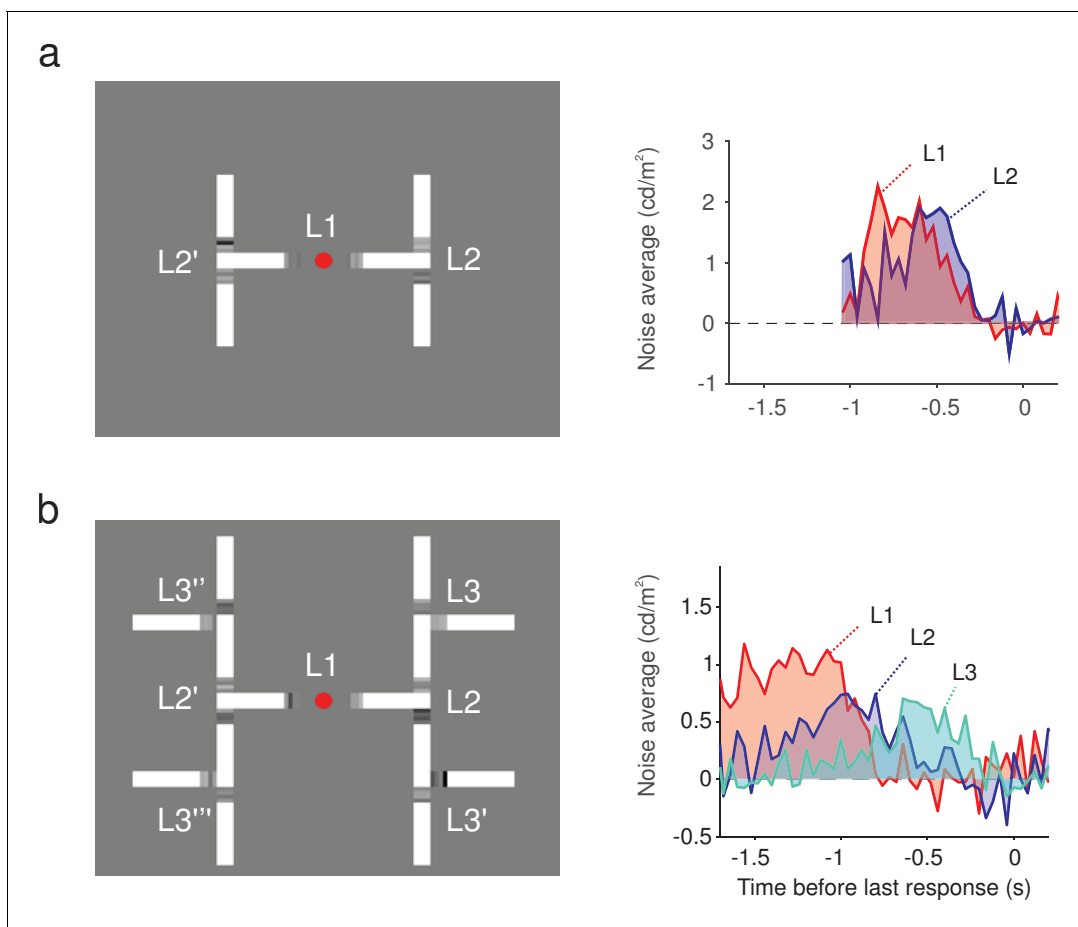 a
L1
L2'
L2
Noise average (cd/m²)
3
2
1
0
-1
L1
L2
-1.5
-1
-0.5
0
b
L3''
L3
L1
L2'
L2
L3'''
L3'
Noise average (cd/m²)
1.5
1
0.5
0
-0.5
L1
L2
L3
-1.5
-1
-0.5
0
Time before last response (s)